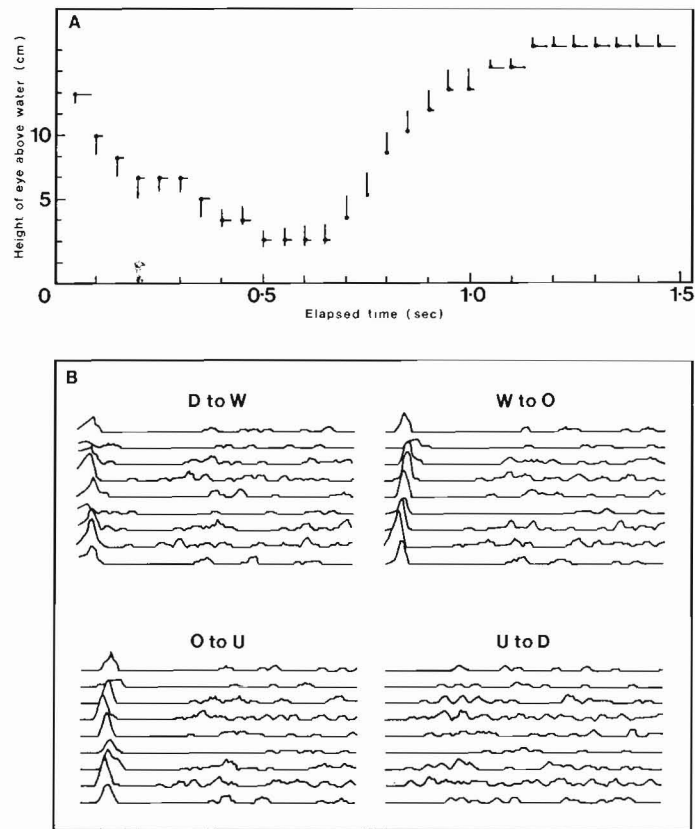 A
Height of eye above water (cm)
10
5
0
0·5
1·0
1·5
Elapsed time (sec)
B
D to W
W to O
O to U
U to D